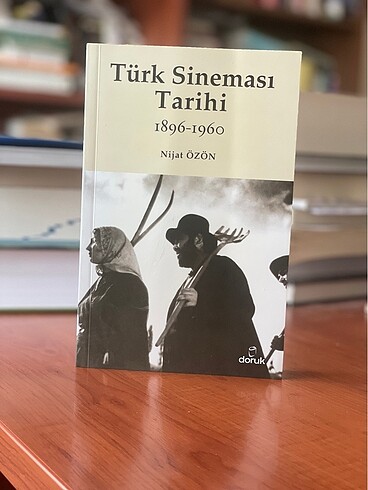 Türk Sineması
Tarihi
1896-1960
Nijat ÖZÖN
doruk